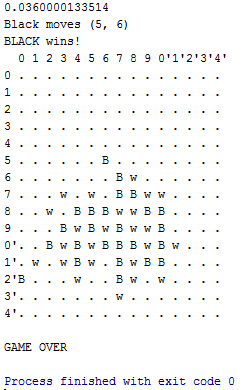 0.0360000133514
Black moves (5, 6)
BLACK wins!
  0 1 2 3 4 5 6 7 8 9 0'1'2'3'4'
0 . . . . . . . . . . . . . . .
1 . . . . . . . . . . . . . . .
2 . . . . . . . . . . . . . . .
3 . . . . . . . . . . . . . . .
4 . . . . . . . . . . . . . . .
5 . . . . . . B . . . . . . . .
6 . . . . . . . B w . . . . . .
7 . . . w . w . B B w w . . . .
8 . . w . B B B w w B B . . . .
9 . . . B w B w B B w B . . . .
0'. . B w B w B B w B B w . . .
1'. w . w B w . w B B B . . . .
2'B . . . w . . B w . w . . . .
3'. . . . . . . w . . . . . . .
4'. . . . . . . . . . . . . . .
GAME OVER
Process finished with exit code 0